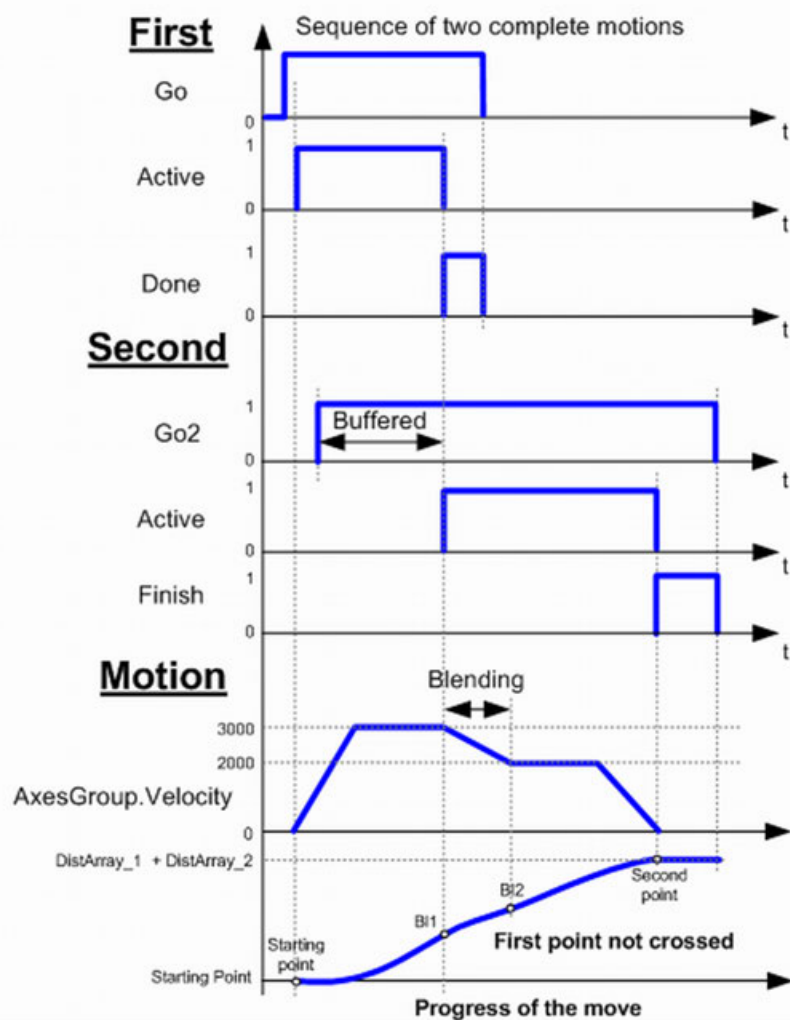 First
Sequence of two complete motions
Go
0
t
1
Active
0
t
1
Done
0
t
Second
1
Buffered
Go2
0
t
1
Active
0
t
1
Finish
0
t
Motion
Blending
3000
2000
AxesGroup.Velocity
0
DistArray_1 + DistArray_2
Second
point
BI2
BI1
First point not crossed
Starting
point
Starting Point
Progress of the move